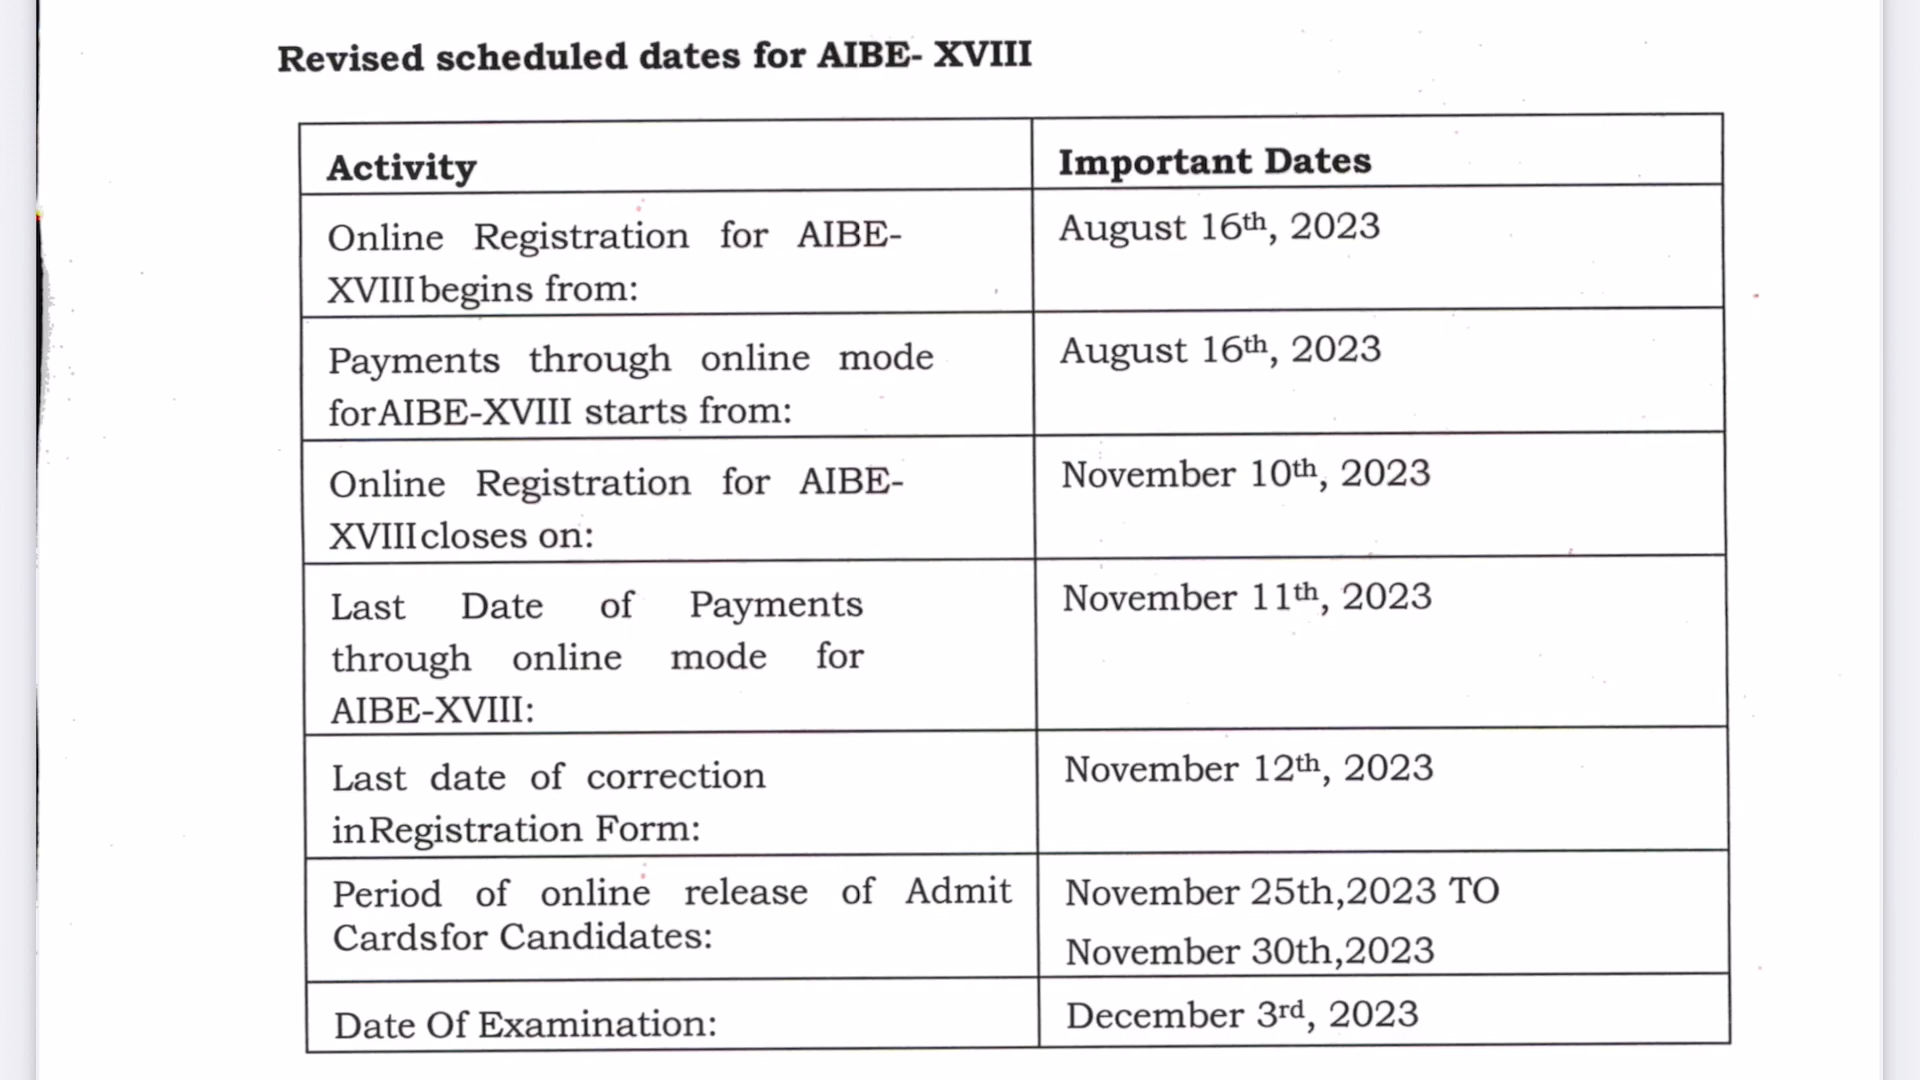 Revised scheduled dates for AIBE- XVIII
Activity
Important Dates
Online Registration for AIBE-
XVIIIbegins from:
August 16th, 2023
Payments through online mode
forAIBE-XVIII starts from:
August 16th, 2023
Online Registration for AIBE-
XVIIIcloses on:
November 10th, 2023
Last Date of Payments
through online mode for
AIBE-XVIII:
November 11th, 2023
Last date of correction
inRegistration Form:
November 12th, 2023
Period of online release of Admit
Cardsfor Candidates:
November 25th,2023 TO
November 30th,2023
Date Of Examination:
December 3rd, 2023